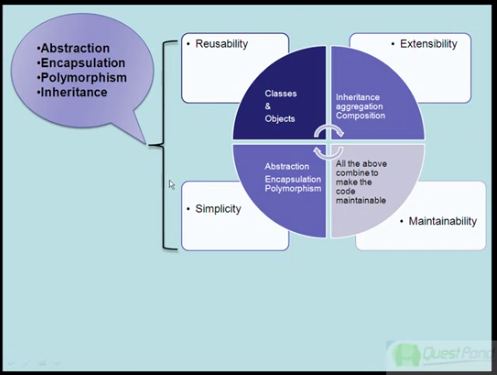 •Abstraction
•Encapsulation
•Polymorphism
•Inheritance
• Reusability
• Extensibility
Classes
&
Objects
Inheritance
aggregation
Composition
Abstraction
Encapsulation
Polymorphism
All the above
combine to
make the
code
maintainable
• Simplicity
• Maintainability
Quest Pond